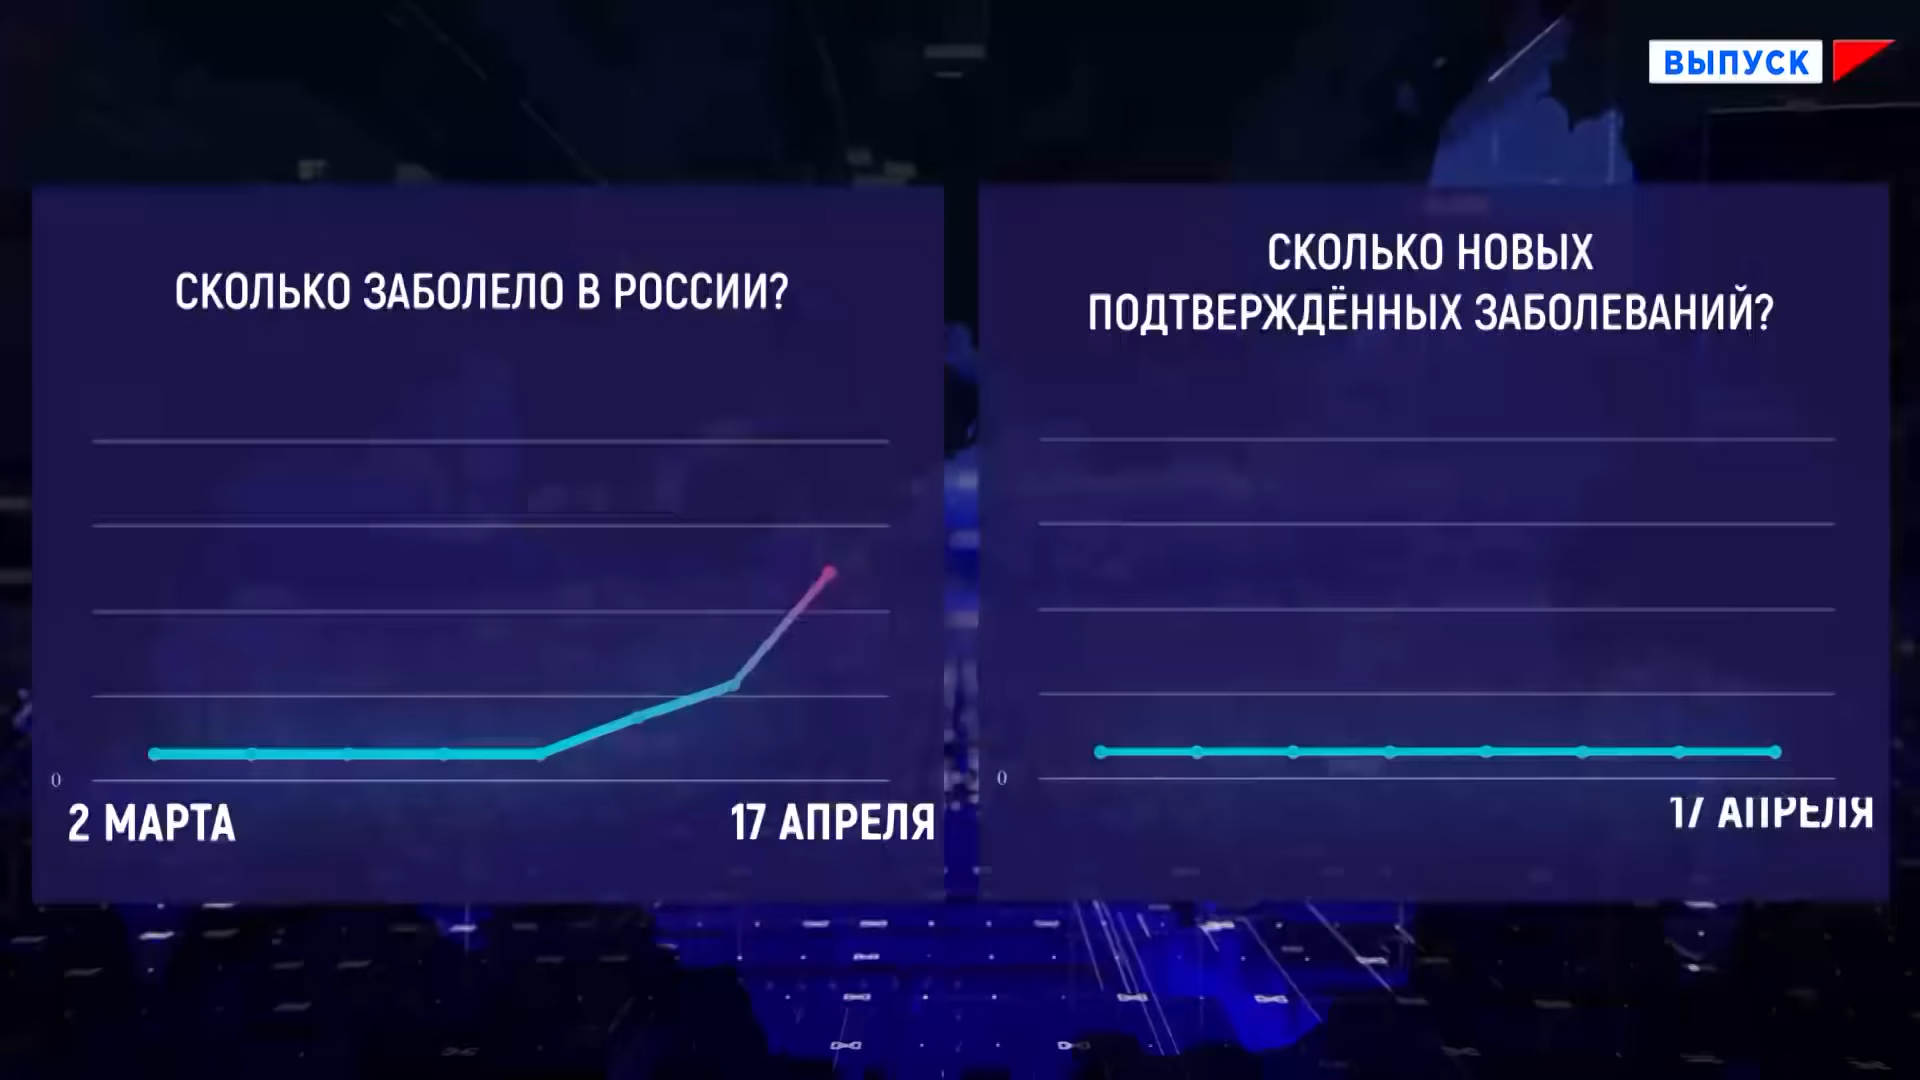 ВЫПУСК
СКОЛЬКО ЗАБОЛЕЛО В РОССИИ?
0
2 МАРТА
17 АПРЕЛЯ
СКОЛЬКО НОВЫХ
ПОДТВЕРЖДЁННЫХ ЗАБОЛЕВАНИЙ?
0
17 АПРЕЛЯ